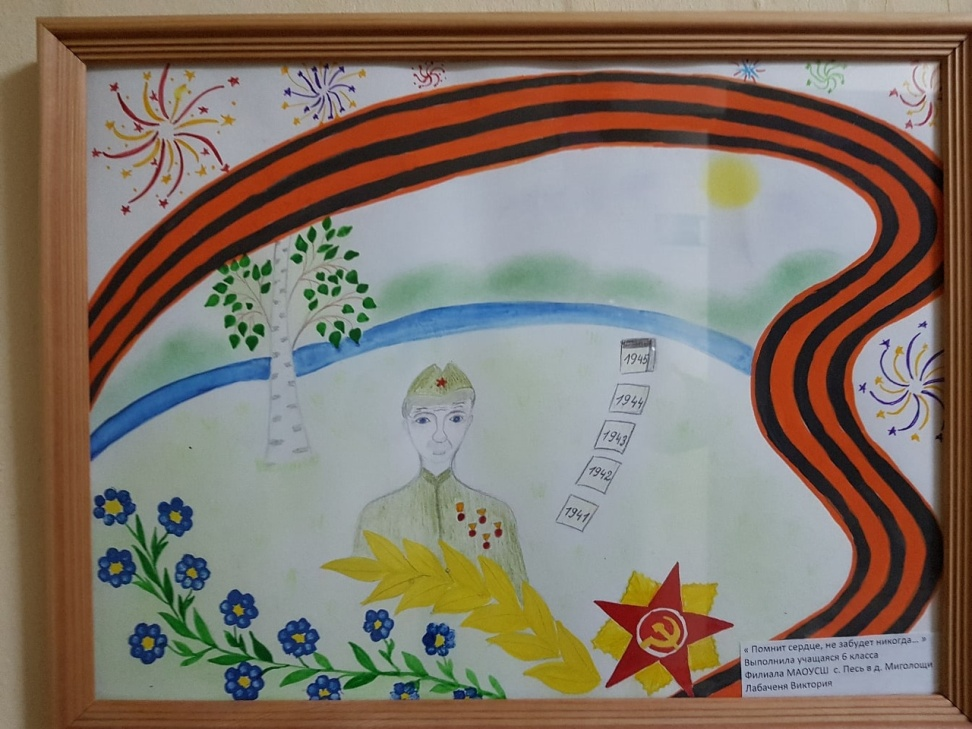 1945
1944
1943
1942
1941
« Помнит сердце, не забудет никогда... »
Выполнила учащаяся 6 класса
Филиала МАОУСШ с. Песь в д. Миголощи
Лабаченя Виктория